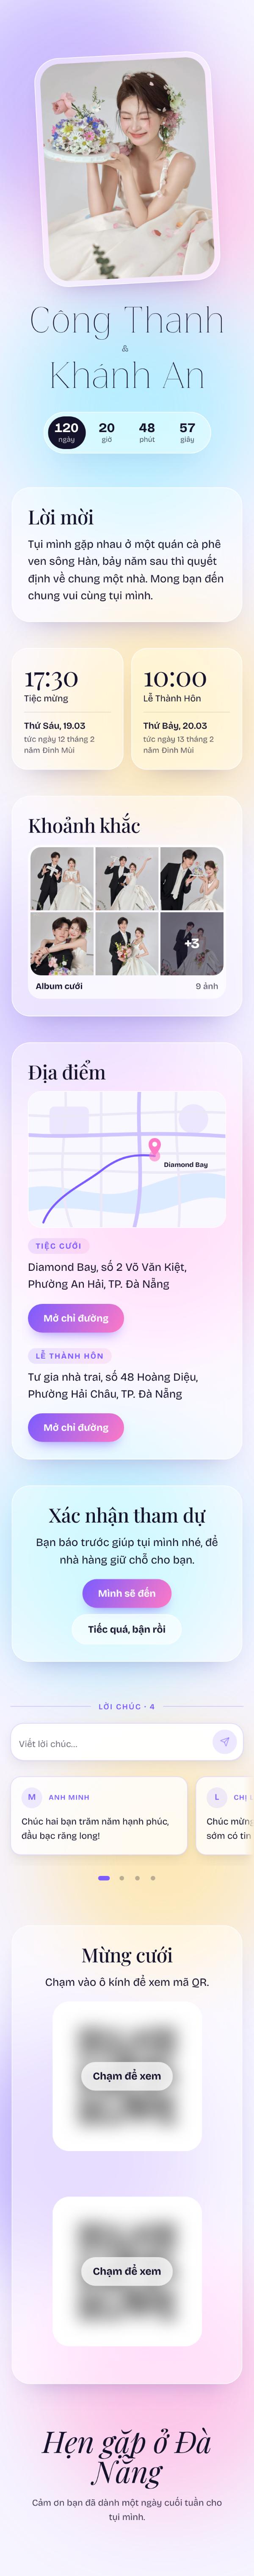 Công Thanh
&
Khánh An
120 20 48 57
ngày giờ phút giây
Lời mời
Tụi mình gặp nhau ở một quán cà phê
ven sông Hàn, bảy năm sau thì quyết
định về chung một nhà. Mong bạn đến
chung vui cùng tụi mình.
17:30
Tiệc mừng
Thứ Sáu, 19.03
tức ngày 12 tháng 2
năm Đinh Mùi
10:00
Lễ Thành Hôn
Thứ Bảy, 20.03
tức ngày 13 tháng 2
năm Đinh Mùi
Khoảnh khắc
+3
Album cưới 9 ảnh
Địa điểm
Diamond Bay
TIỆC CƯỚI
Diamond Bay, số 2 Võ Văn Kiệt,
Phường An Hải, TP. Đà Nẵng
Mở chỉ đường
LỄ THÀNH HÔN
Tư gia nhà trai, số 48 Hoàng Diệu,
Phường Hải Châu, TP. Đà Nẵng
Mở chỉ đường
Xác nhận tham dự
Bạn báo trước giúp tụi mình nhé, để
nhà hàng giữ chỗ cho bạn.
Mình sẽ đến
Tiếc quá, bận rồi
LỜI CHÚC · 4
Viết lời chúc...
M ANH MINH
Chúc hai bạn trăm năm hạnh phúc,
đầu bạc răng long!
L CHỊ
Chúc mừng
sớm có tin
Mừng cưới
Chạm vào ô kính để xem mã QR.
Chạm để xem
Chạm để xem
Hẹn gặp ở Đà
Nẵng
Cảm ơn bạn đã dành một ngày cuối tuần cho
tụi mình.